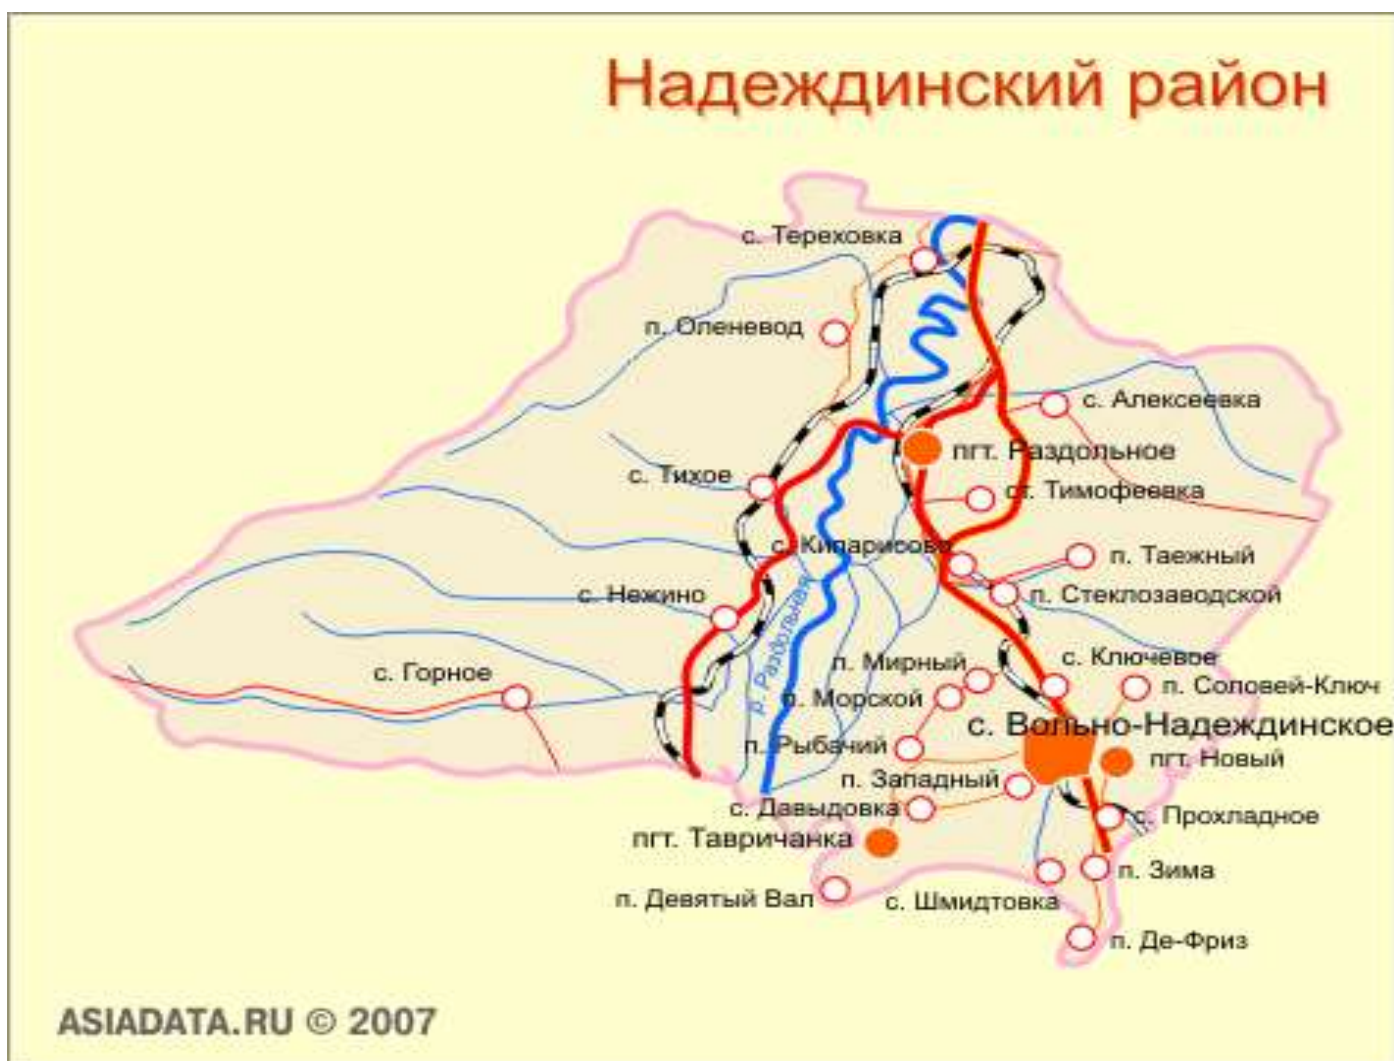 Надеждинский район
с. Тереховка
п. Оленевод
с. Алексеевка
пгт. Раздольное
с. Тихое
ст. Тимофеевка
с. Кипарисово
п. Таежный
с. Нежино
п. Стеклозаводской
р. Раздольная
с. Ключевое
п. Мирный
с. Горное
п. Соловей-Ключ
п. Морской
с. Вольно-Надеждинское
п. Рыбачий
пгт. Новый
п. Западный
с. Давыдовка
с. Прохладное
пгт. Тавричанка
п. Зима
п. Девятый Вал
с. Шмидтовка
п. Де-Фриз
ASIADATA.RU © 2007